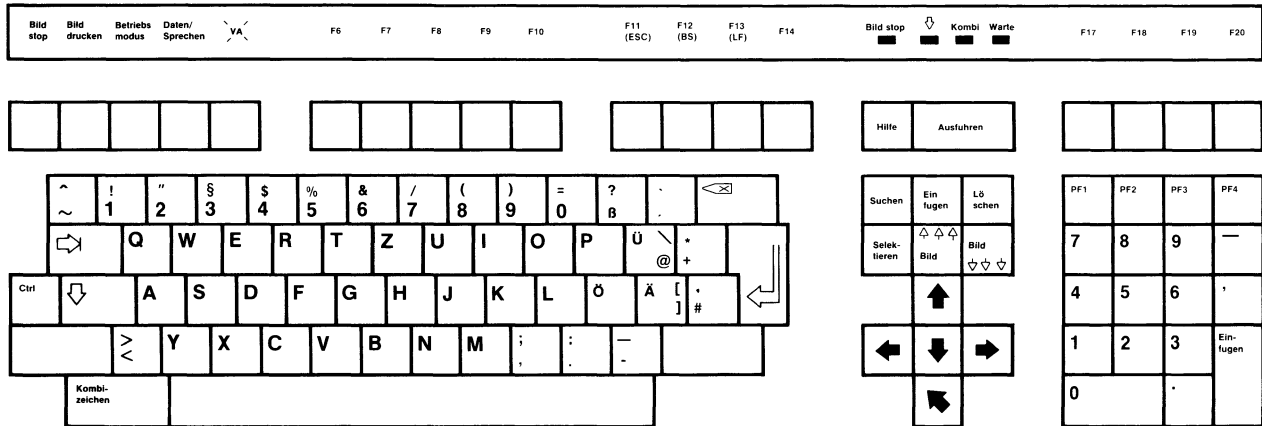 Bild stop
Bild drucken
Betriebs modus
Daten/ Sprechen
VA
F6 F7 F8 F9 F10
F11 (ESC)
F12 (BS)
F13 (LF)
F14
Bild stop
Kombi
Warte
F17 F18 F19 F20
Hilfe
Ausfuhren
^ ! " § $ % & / ( ) = ? `
~ 1 2 3 4 5 6 7 8 9 0 ß ´
Suchen
Ein fugen
Lö schen
PF1 PF2 PF3 PF4
Q W E R T Z U I O P Ü \ *
@ +
Selek- tieren
Bild
Bild
7 8 9 —
Ctrl
A S D F G H J K L Ö Ä [ '
] #
4 5 6 ,
> Y X C V B N M ; : —
< , . -
1 2 3
Ein- fugen
Kombi- zeichen
0 .